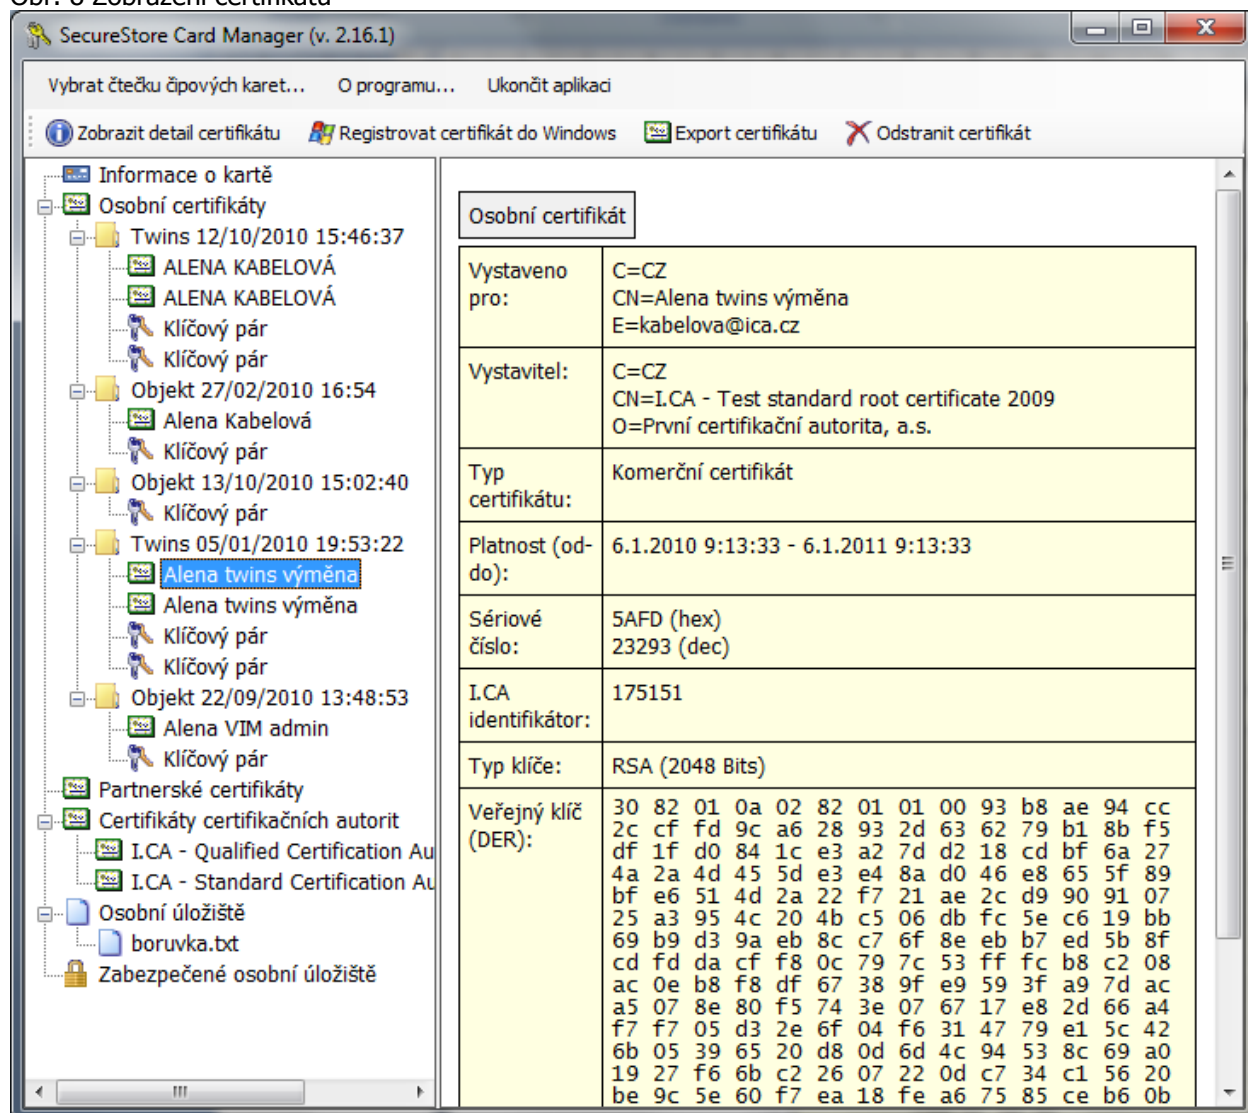 Obr. 6 Zobrazení certifikátu
SecureStore Card Manager (v. 2.16.1)
Vybrat čtečku čipových karet... O programu... Ukončit aplikaci
Zobrazit detail certifikátu Registrovat certifikát do Windows Export certifikátu Odstranit certifikát
Informace o kartě
Osobní certifikáty
Twins 12/10/2010 15:46:37
ALENA KABELOVÁ
ALENA KABELOVÁ
Klíčový pár
Klíčový pár
Objekt 27/02/2010 16:54
Alena Kabelová
Klíčový pár
Objekt 13/10/2010 15:02:40
Klíčový pár
Twins 05/01/2010 19:53:22
Alena twins výměna
Alena twins výměna
Klíčový pár
Klíčový pár
Objekt 22/09/2010 13:48:53
Alena VIM admin
Klíčový pár
Partnerské certifikáty
Certifikáty certifikačních autorit
I.CA - Qualified Certification Au
I.CA - Standard Certification Au
Osobní úložiště
boruvka.txt
Zabezpečené osobní úložiště
Osobní certifikát
Vystaveno
pro:
C=CZ
CN=Alena twins výměna
E=kabelova@ica.cz
Vystavitel:
C=CZ
CN=I.CA - Test standard root certificate 2009
O=První certifikační autorita, a.s.
Typ
certifikátu:
Komerční certifikát
Platnost (od-
do):
6.1.2010 9:13:33 - 6.1.2011 9:13:33
Sériové
číslo:
5AFD (hex)
23293 (dec)
I.CA
identifikátor:
175151
Typ klíče:
RSA (2048 Bits)
Veřejný klíč
(DER):
30 82 01 0a 02 82 01 01 00 93 b8 ae 94 cc
2c cf fd 9c a6 28 93 2d 63 62 79 b1 8b f5
df 1f d0 84 1c e3 a2 7d d2 18 cd bf 6a 27
4a 2a 4d 45 5d e3 e4 8a d0 46 e8 65 5f 89
bf e6 51 4d 2a 22 f7 21 ae 2c d9 90 91 07
25 a3 95 4c 20 4b c5 06 db fc 5e c6 19 bb
69 b9 d3 9a eb 8c c7 6f 8e eb b7 ed 5b 8f
cd fd da cf f8 0c 79 7c 53 ff fc b8 c2 08
ac 0e b8 f8 df 67 38 9f e9 59 3f a9 7d ac
a5 07 8e 80 f5 74 3e 07 67 17 e8 2d 66 a4
f7 f7 05 d3 2e 6f 04 f6 31 47 79 e1 5c 42
6b 05 39 65 20 d8 0d 6d 4c 94 53 8c 69 a0
19 27 f6 6b c2 26 07 22 0d c7 34 c1 56 20
be 9c 5e 60 f7 ea 18 fe a6 75 85 ce b6 0b